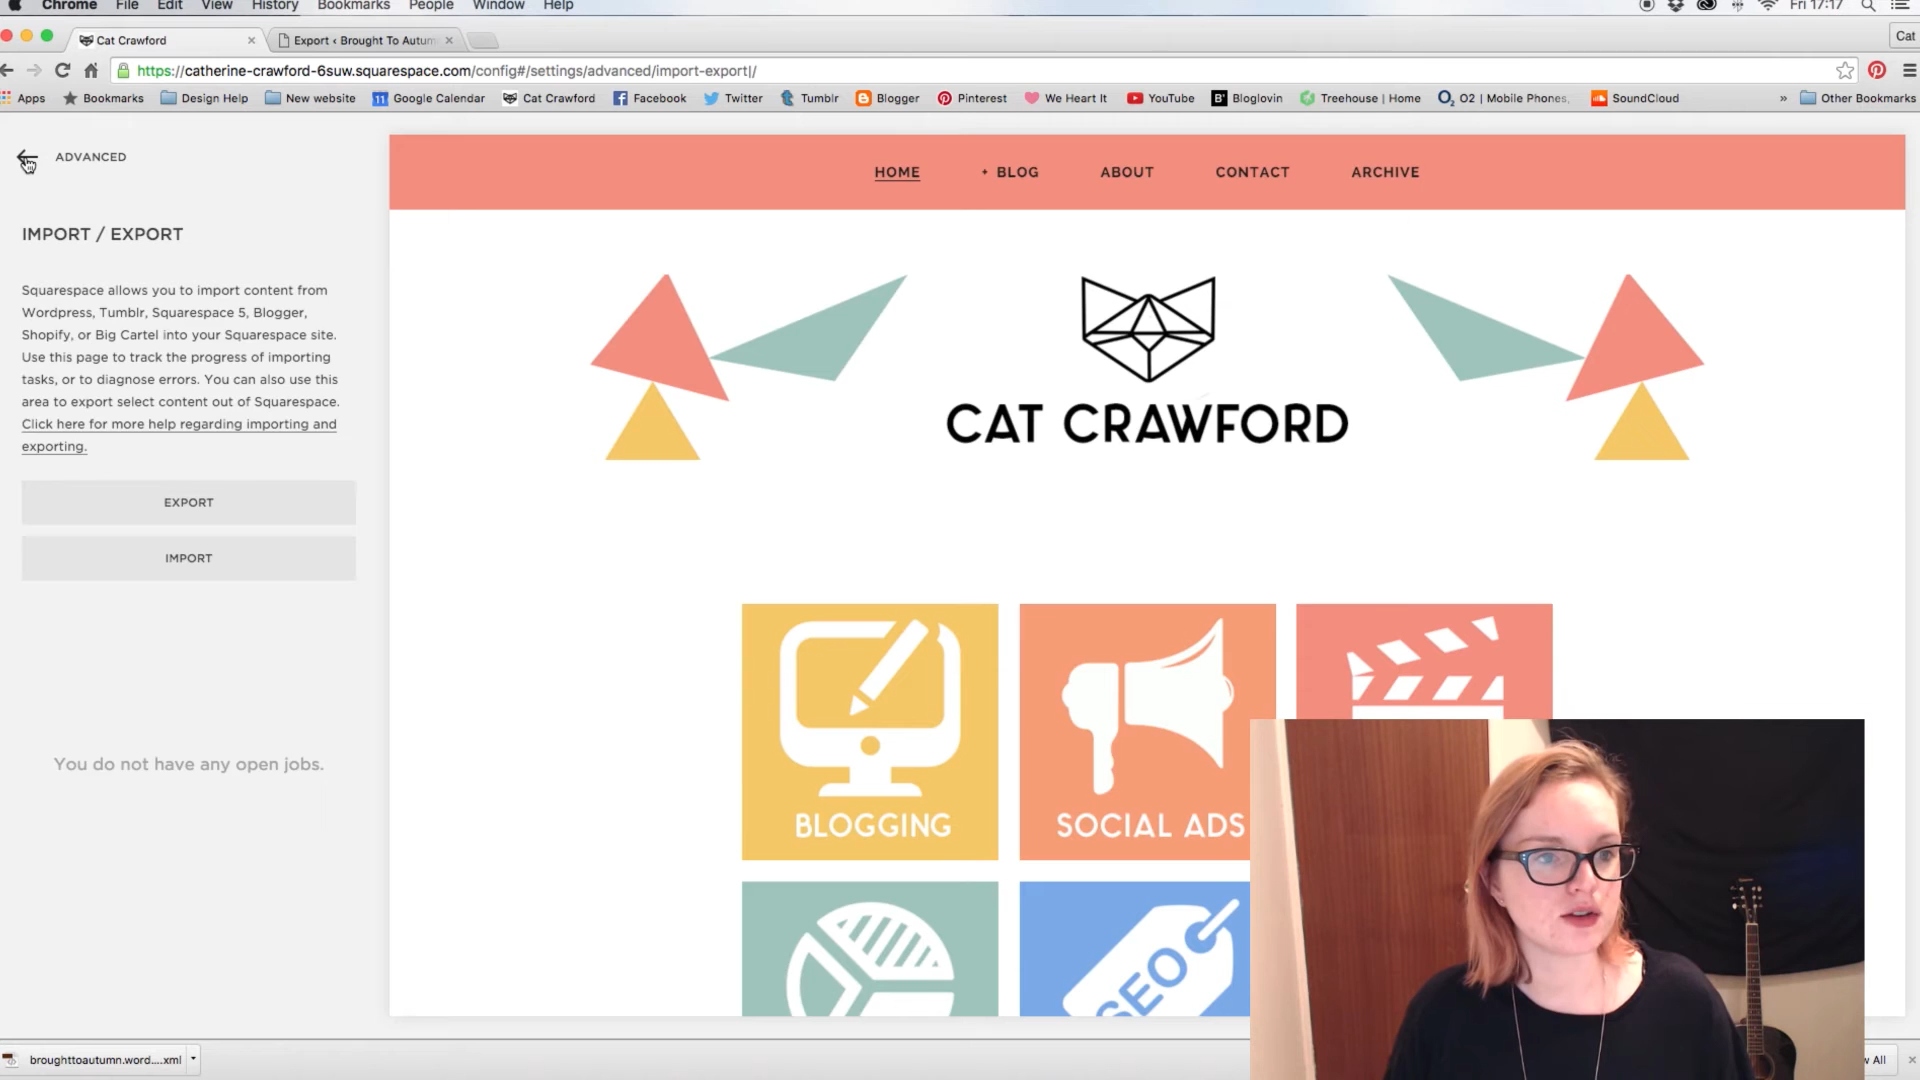 Chrome File Edit View History Bookmarks People Window Help Fri 17:17
Cat Crawford Export ‹ Brought To Autum Cat
https://catherine-crawford-6suw.squarespace.com/config#/settings/advanced/import-export|/
Apps Bookmarks Design Help New website 11 Google Calendar Cat Crawford Facebook Twitter Tumblr Blogger Pinterest We Heart It YouTube Bloglovin Treehouse | Home O2 | Mobile Phones, SoundCloud » Other Bookmarks
ADVANCED
HOME + BLOG ABOUT CONTACT ARCHIVE
IMPORT / EXPORT
Squarespace allows you to import content from
Wordpress, Tumblr, Squarespace 5, Blogger,
Shopify, or Big Cartel into your Squarespace site.
Use this page to track the progress of importing
tasks, or to diagnose errors. You can also use this
area to export select content out of Squarespace.
Click here for more help regarding importing and
exporting.
EXPORT
IMPORT
You do not have any open jobs.
CAT CRAWFORD
BLOGGING
SOCIAL ADS
SEO
broughttoautumn.word....xml
All